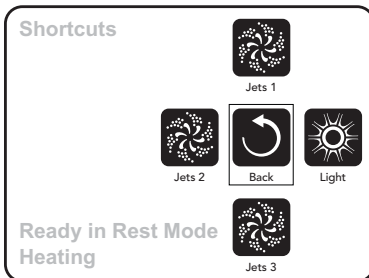 Shortcuts
Jets 1
Jets 2
Back
Light
Ready in Rest Mode
Heating
Jets 3